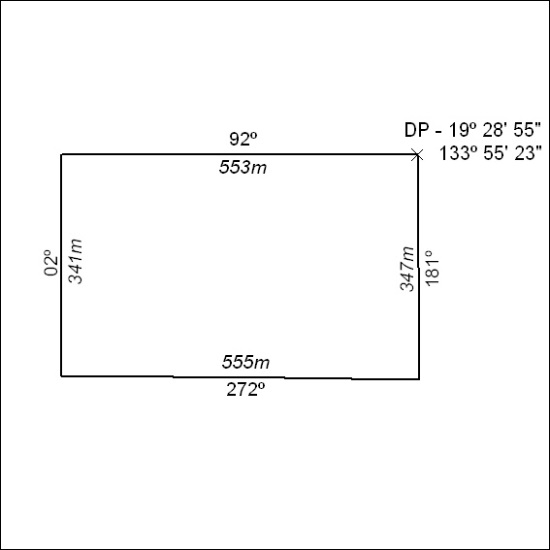 DP - 19º 28' 55"
133º 55' 23"
92º
553m
02º
341m
347m
181º
555m
272º